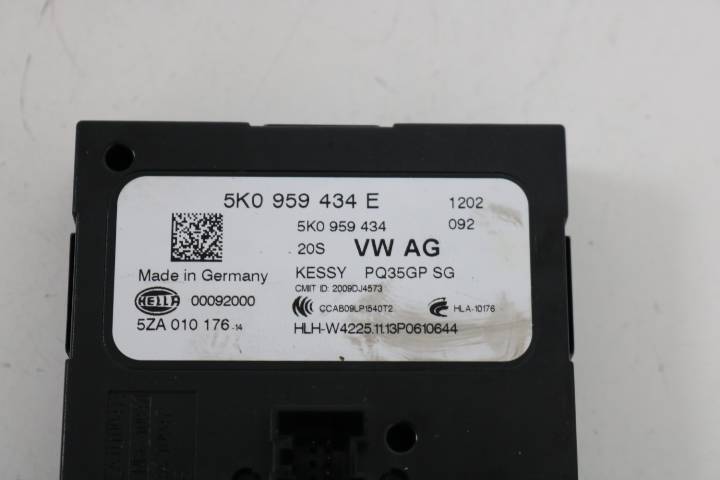 5K0 959 434 E
1202
5K0 959 434
092
20S VW AG
Made in Germany
KESSY PQ35GP SG
CMIIT ID: 2009DJ4573
HELLA 00092000
CCAB09LP1540T2
HLA-10176
5ZA 010 176-14
HLH-W4225.11.13P0610644